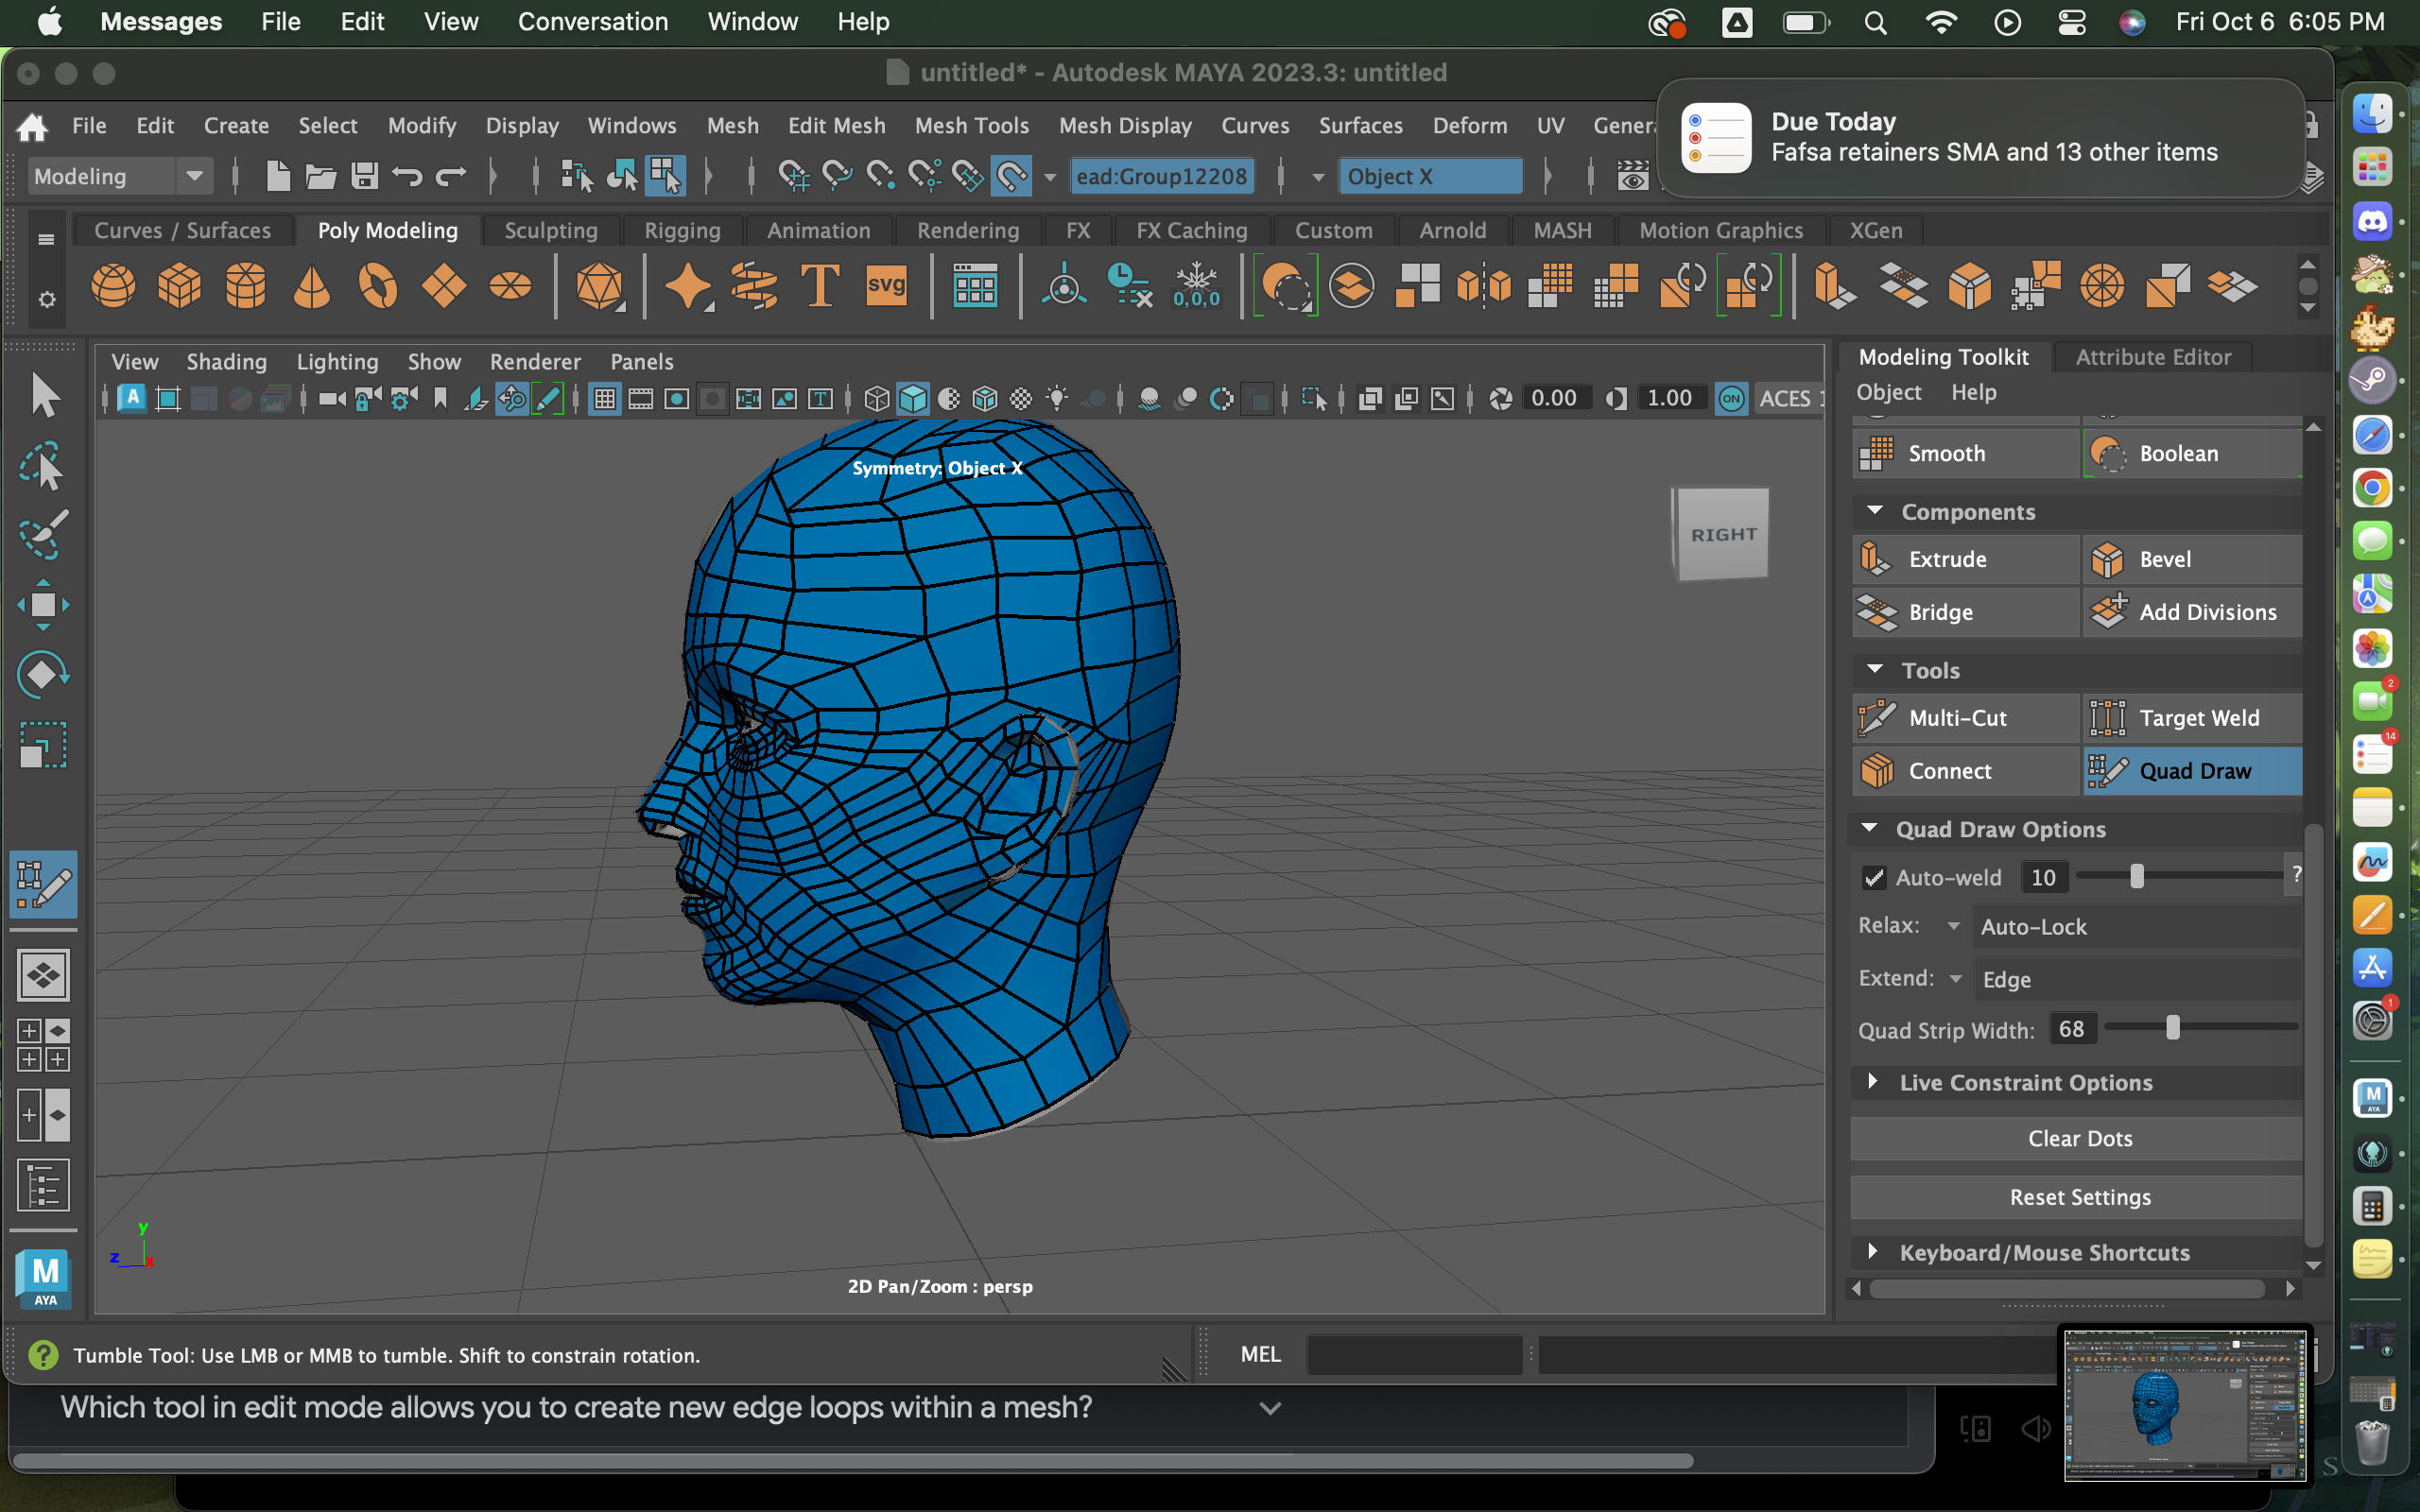 Messages File Edit View Conversation Window Help Fri Oct 6 6:05 PM
untitled* - Autodesk MAYA 2023.3: untitled
Due Today
Fafsa retainers SMA and 13 other items
File Edit Create Select Modify Display Windows Mesh Edit Mesh Mesh Tools Mesh Display Curves Surfaces Deform UV Genera
Modeling ead:Group12208 Object X
Curves / Surfaces Poly Modeling Sculpting Rigging Animation Rendering FX FX Caching Custom Arnold MASH Motion Graphics XGen
T svg 0,0,0
View Shading Lighting Show Renderer Panels
0.00 1.00 ON ACES 1
Symmetry: Object X
RIGHT
y
z x
2D Pan/Zoom : persp
Modeling Toolkit Attribute Editor
Object Help
Smooth Boolean
Components
Extrude Bevel
Bridge Add Divisions
Tools
Multi-Cut Target Weld
Connect Quad Draw
Quad Draw Options
Auto-weld 10 ?
Relax: Auto-Lock
Extend: Edge
Quad Strip Width: 68
Live Constraint Options
Clear Dots
Reset Settings
Keyboard/Mouse Shortcuts
M
AYA
2
14
1
M
AYA
Tumble Tool: Use LMB or MMB to tumble. Shift to constrain rotation.
MEL :
Which tool in edit mode allows you to create new edge loops within a mesh?